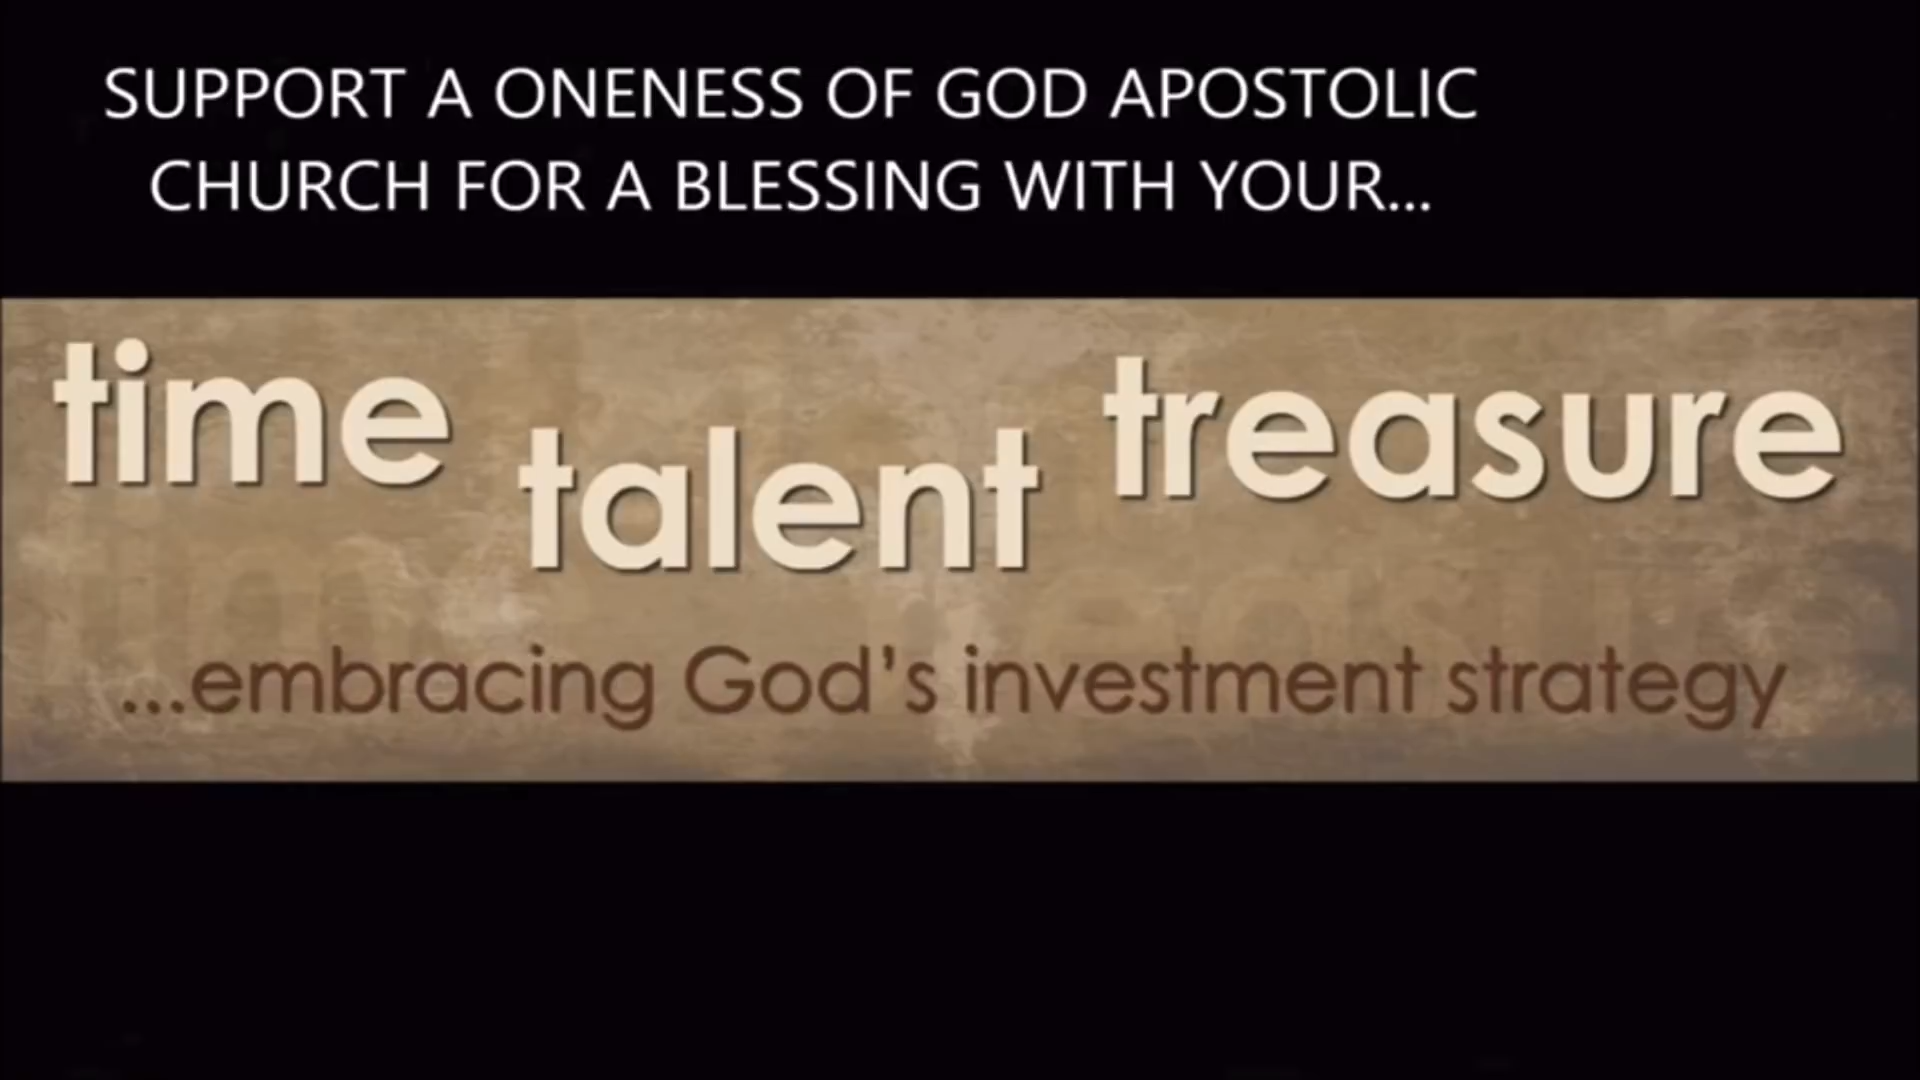 SUPPORT A ONENESS OF GOD APOSTOLIC
CHURCH FOR A BLESSING WITH YOUR...
time talent treasure
...embracing God's investment strategy